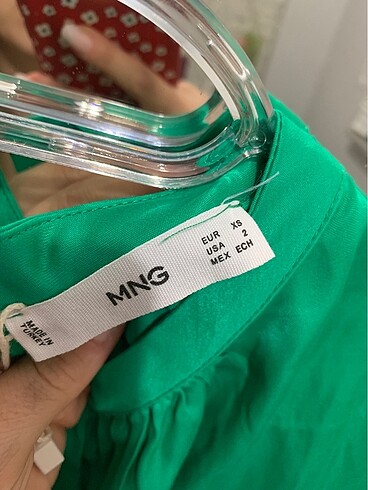 MNG
EUR XS
USA 2
MEX ECH
MADE IN
TURKEY